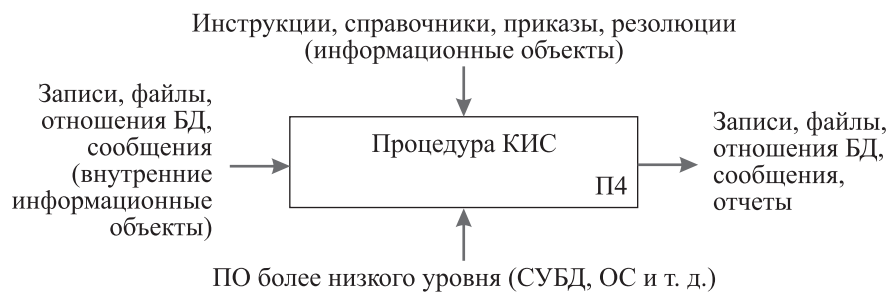 Инструкции, справочники, приказы, резолюции
(информационные объекты)
Записи, файлы,
отношения БД,
сообщения
(внутренние
информационные
объекты)
Процедура КИС
П4
Записи, файлы,
отношения БД,
сообщения,
отчеты
ПО более низкого уровня (СУБД, ОС и т. д.)